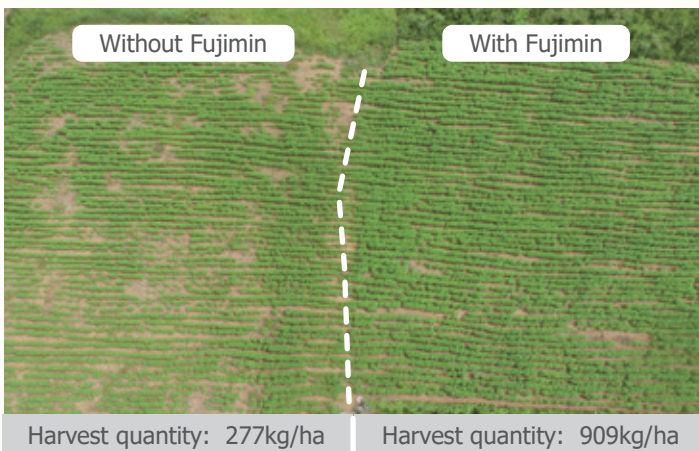 Without Fujimin
With Fujimin
Harvest quantity: 277kg/ha
Harvest quantity: 909kg/ha